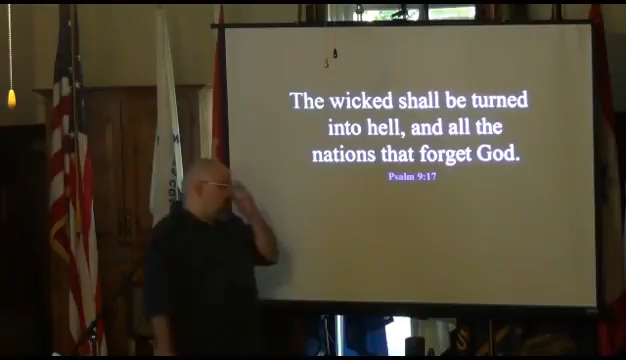 The wicked shall be turned
into hell, and all the
nations that forget God.
Psalm 9:17